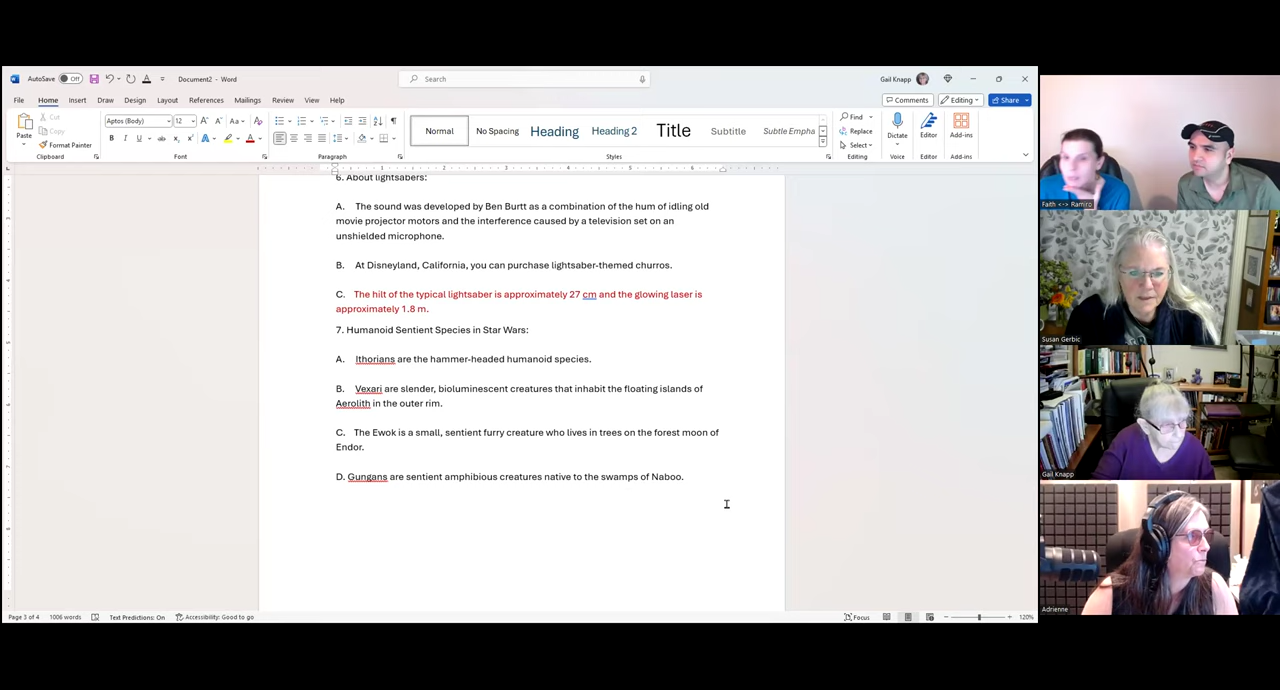 AutoSave Off Document2 - Word Search Gail Knapp
File Home Insert Draw Design Layout References Mailings Review View Help Comments Editing Share
Paste Cut Copy Format Painter Clipboard
Aptos (Body) 12 Font
Paragraph
Normal No Spacing Heading Heading 2 Title Subtitle Subtle Empha Styles
Find Replace Select Editing
Dictate Voice
Editor Editor
Add-ins Add-ins
6. About lightsabers:
A. The sound was developed by Ben Burtt as a combination of the hum of idling old
movie projector motors and the interference caused by a television set on an
unshielded microphone.
B. At Disneyland, California, you can purchase lightsaber-themed churros.
C. The hilt of the typical lightsaber is approximately 27 cm and the glowing laser is
approximately 1.8 m.
7. Humanoid Sentient Species in Star Wars:
A. Ithorians are the hammer-headed humanoid species.
B. Vexari are slender, bioluminescent creatures that inhabit the floating islands of
Aerolith in the outer rim.
C. The Ewok is a small, sentient furry creature who lives in trees on the forest moon of
Endor.
D. Gungans are sentient amphibious creatures native to the swamps of Naboo.
Page 3 of 4 1006 words Text Predictions: On Accessibility: Good to go Focus 120%
Faith <-> Ramiro
Susan Gerbic
Gail Knapp
Adrienne